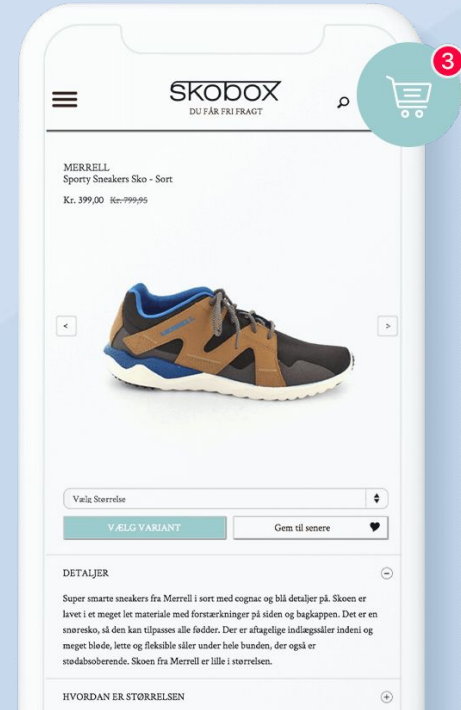 3
SKOBOX
DU FÅR FRI FRAGT
MERRELL
Sporty Sneakers Sko - Sort
Kr. 399,00 Kr. 799,95
MERRELL
<
>
Vælg Størrelse
VÆLG VARIANT
Gem til senere
DETALJER
Super smarte sneakers fra Merrell i sort med cognac og blå detaljer på. Skoen er
lavet i et meget let materiale med forstærkninger på siden og bagkappen. Det er en
snøresko, så den kan tilpasses alle fødder. Der er aftagelige indlægssåler indeni og
meget bløde, lette og fleksible såler under hele bunden, der også er
stødabsoberende. Skoen fra Merrell er lille i størrelsen.
HVORDAN ER STØRRELSEN